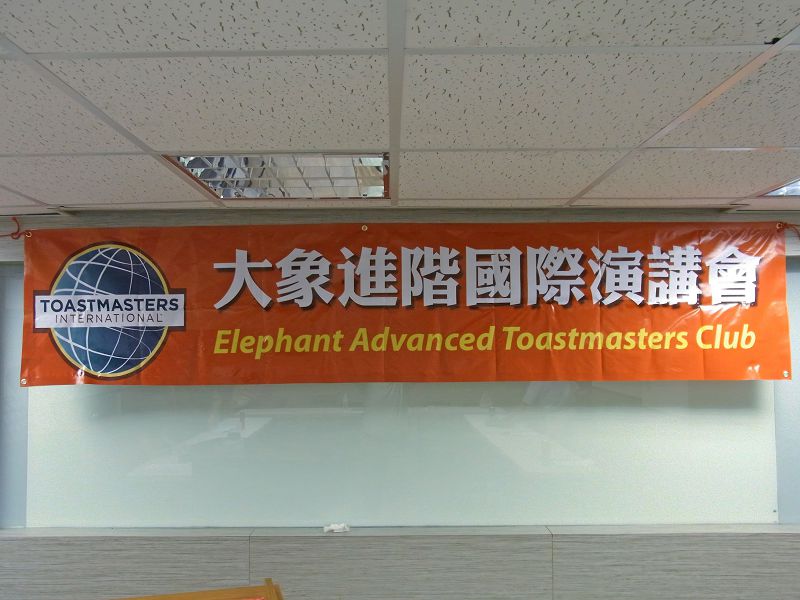 TOASTMASTERS
INTERNATIONAL
大象進階國際演講會
Elephant Advanced Toastmasters Club